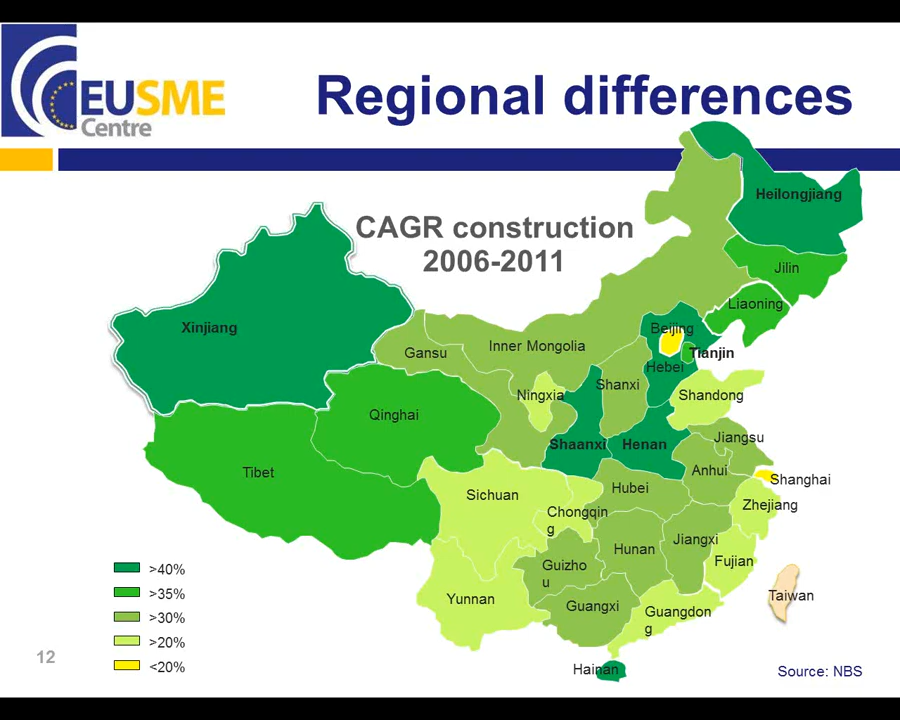 EUSME
Centre
Regional differences
CAGR construction
2006-2011
Heilongjiang
Jilin
Liaoning
Xinjiang
Beijing
Inner Mongolia
Gansu
Tianjin
Hebei
Shanxi
Ningxia
Shandong
Qinghai
Jiangsu
Shaanxi
Henan
Tibet
Anhui
Shanghai
Hubei
Sichuan
Zhejiang
Chongqin
g
Jiangxi
Hunan
Fujian
Guizho
u
Taiwan
Yunnan
Guangxi
Guangdon
g
Hainan
>40%
>35%
>30%
>20%
<20%
12
Source: NBS